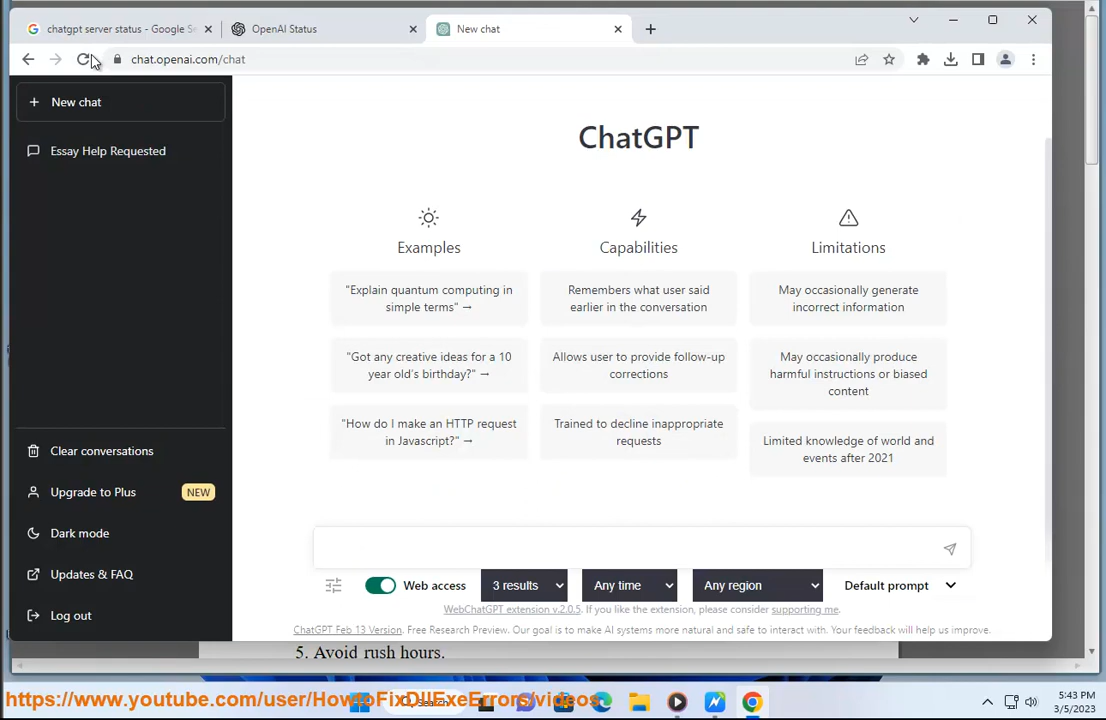 chatgpt server status - Google Se
OpenAI Status
New chat
chat.openai.com/chat
New chat
Essay Help Requested
Clear conversations
Upgrade to Plus
NEW
Dark mode
Updates & FAQ
Log out
ChatGPT
Examples
"Explain quantum computing in
simple terms" →
"Got any creative ideas for a 10
year old's birthday?" →
"How do I make an HTTP request
in Javascript?" →
Capabilities
Remembers what user said
earlier in the conversation
Allows user to provide follow-up
corrections
Trained to decline inappropriate
requests
Limitations
May occasionally generate
incorrect information
May occasionally produce
harmful instructions or biased
content
Limited knowledge of world and
events after 2021
Web access
3 results
Any time
Any region
Default prompt
WebChatGPT extension v.2.0.5. If you like the extension, please consider supporting me.
ChatGPT Feb 13 Version. Free Research Preview. Our goal is to make AI systems more natural and safe to interact with. Your feedback will help us improve.
5. Avoid rush hours.
https://www.youtube.com/user/HowtoFixDllExeErrors/videos
Search
5:43 PM
3/5/2023